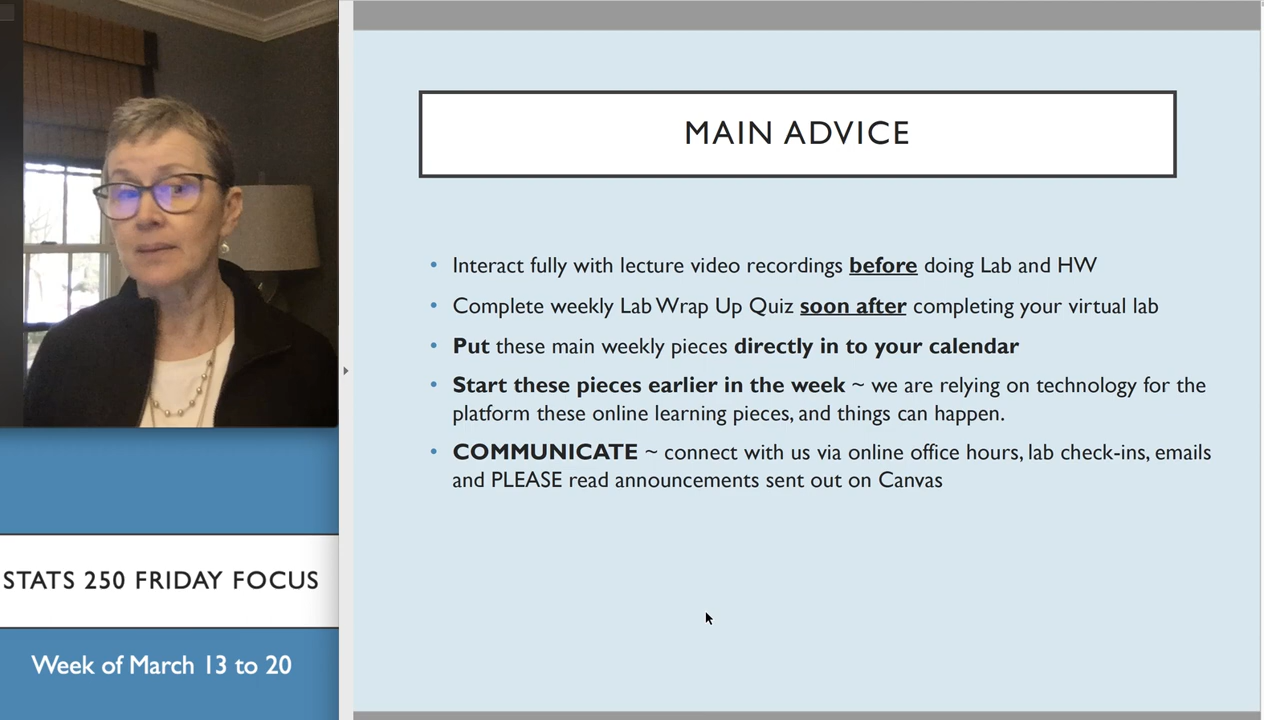 MAIN ADVICE
• Interact fully with lecture video recordings before doing Lab and HW
• Complete weekly Lab Wrap Up Quiz soon after completing your virtual lab
• Put these main weekly pieces directly in to your calendar
• Start these pieces earlier in the week ~ we are relying on technology for the
platform these online learning pieces, and things can happen.
• COMMUNICATE ~ connect with us via online office hours, lab check-ins, emails
and PLEASE read announcements sent out on Canvas
STATS 250 FRIDAY FOCUS
Week of March 13 to 20